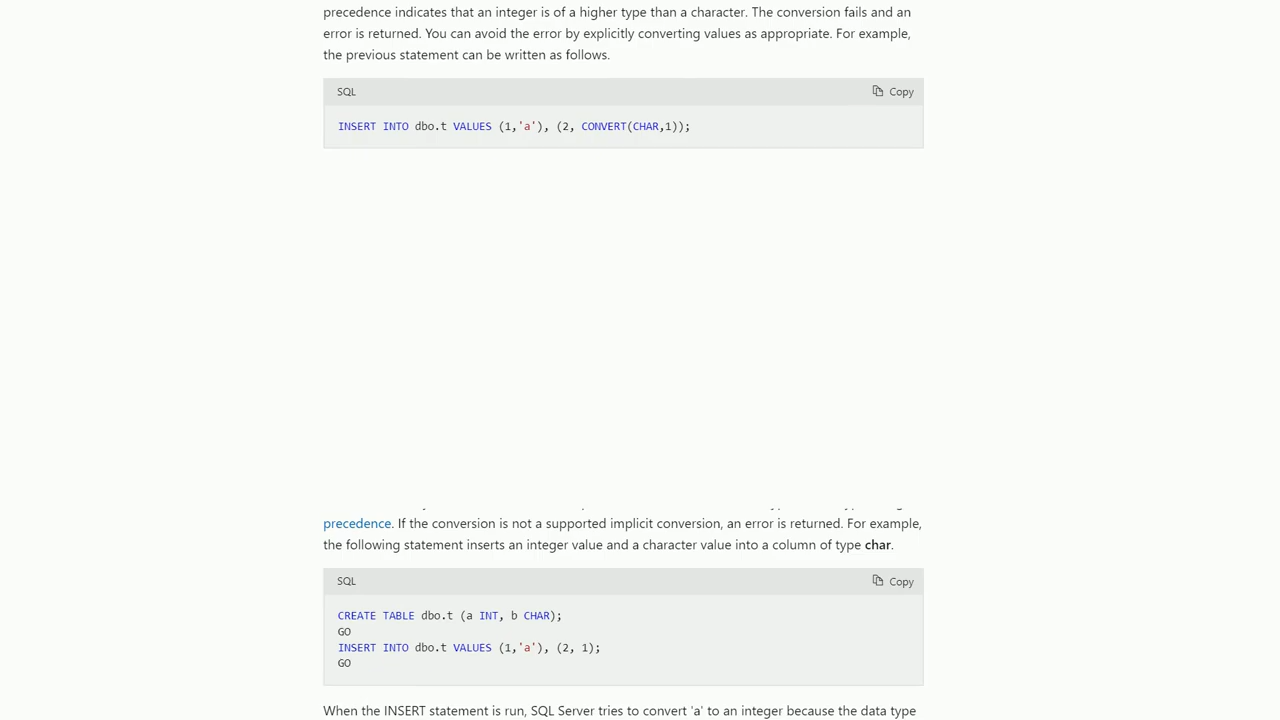 precedence indicates that an integer is of a higher type than a character. The conversion fails and an
error is returned. You can avoid the error by explicitly converting values as appropriate. For example,
the previous statement can be written as follows.
SQL Copy
INSERT INTO dbo.t VALUES (1,'a'), (2, CONVERT(CHAR,1));
precedence. If the conversion is not a supported implicit conversion, an error is returned. For example,
the following statement inserts an integer value and a character value into a column of type char.
SQL Copy
CREATE TABLE dbo.t (a INT, b CHAR);
GO
INSERT INTO dbo.t VALUES (1,'a'), (2, 1);
GO
When the INSERT statement is run, SQL Server tries to convert 'a' to an integer because the data type